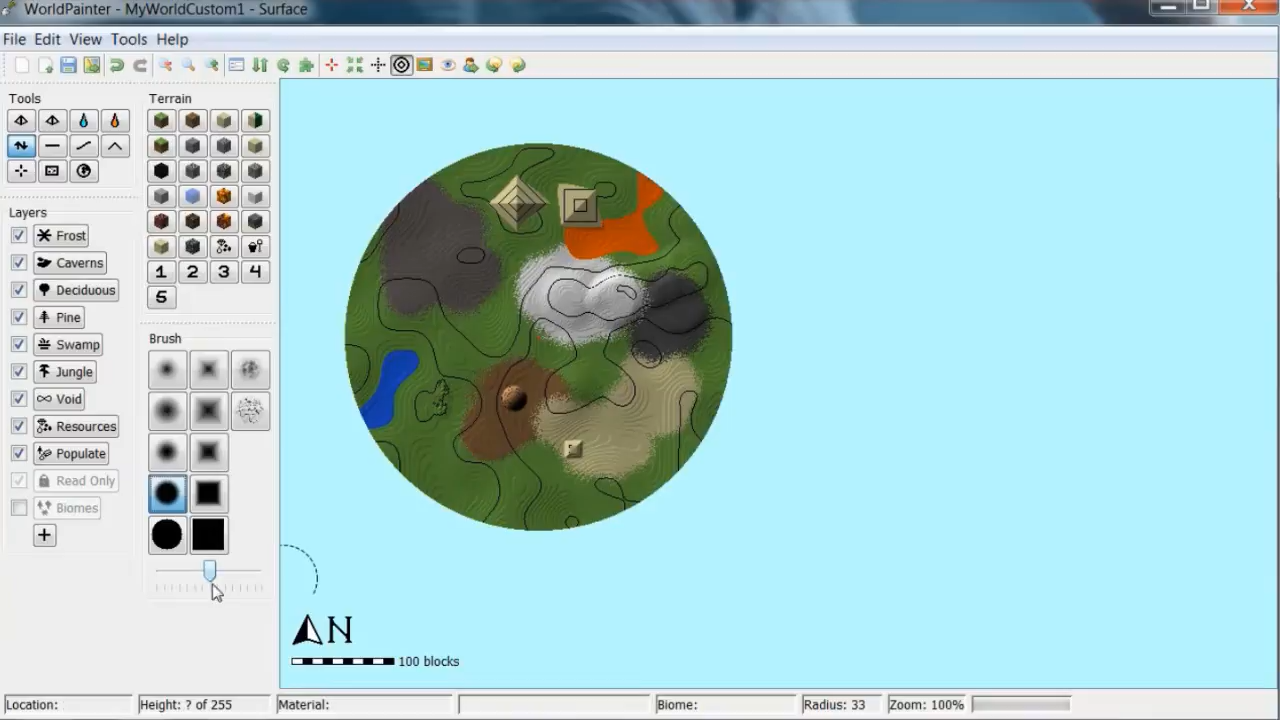 WorldPainter - MyWorldCustom1 - Surface
File Edit View Tools Help
Tools
Terrain
Layers
Frost
Caverns
Deciduous
Pine
Swamp
Jungle
Void
Resources
Populate
Read Only
Biomes
+
1 2 3 4
5
Brush
N
100 blocks
Location: Height: ? of 255 Material: Biome: Radius: 33 Zoom: 100%